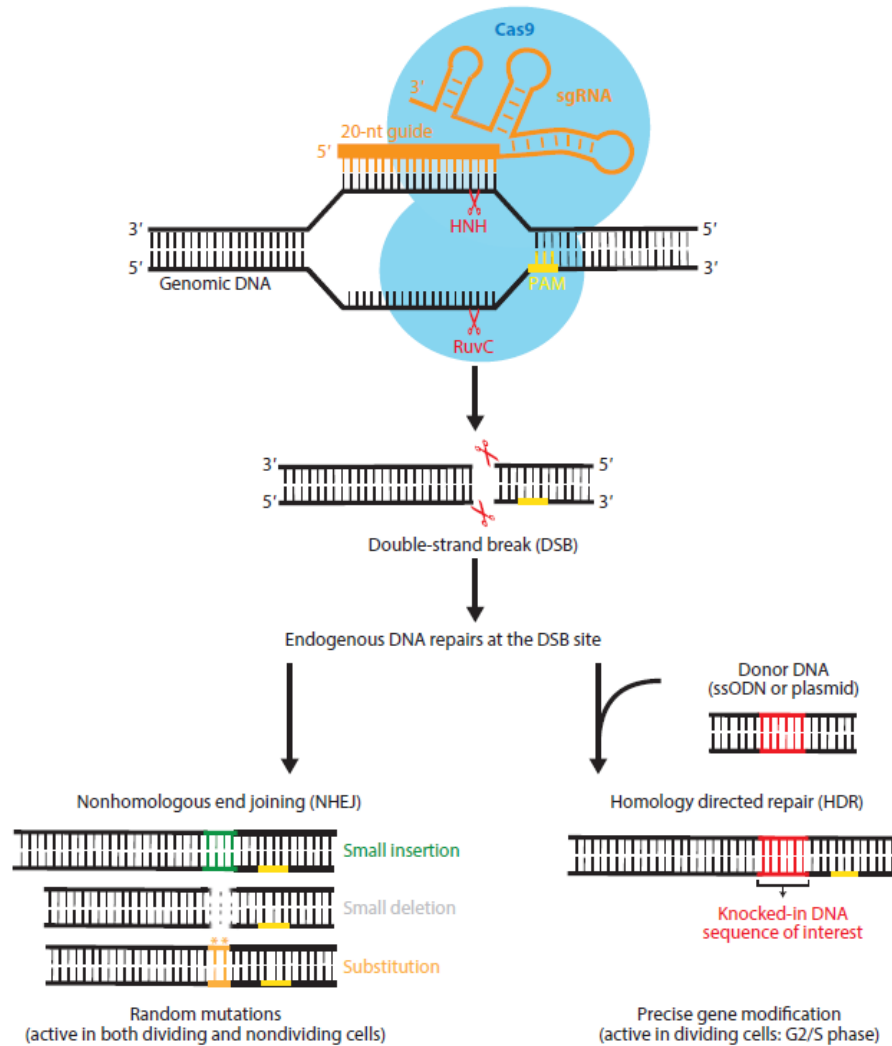 Cas9
3′
sgRNA
20-nt guide
5′
HNH
3′
5′
5′
3′
Genomic DNA
PAM
RuvC
3′
5′
5′
3′
Double-strand break (DSB)
Endogenous DNA repairs at the DSB site
Donor DNA
(ssODN or plasmid)
Nonhomologous end joining (NHEJ)
Small insertion
Small deletion
**
Substitution
Random mutations
(active in both dividing and nondividing cells)
Homology directed repair (HDR)
Knocked-in DNA
sequence of interest
Precise gene modification
(active in dividing cells: G2/S phase)